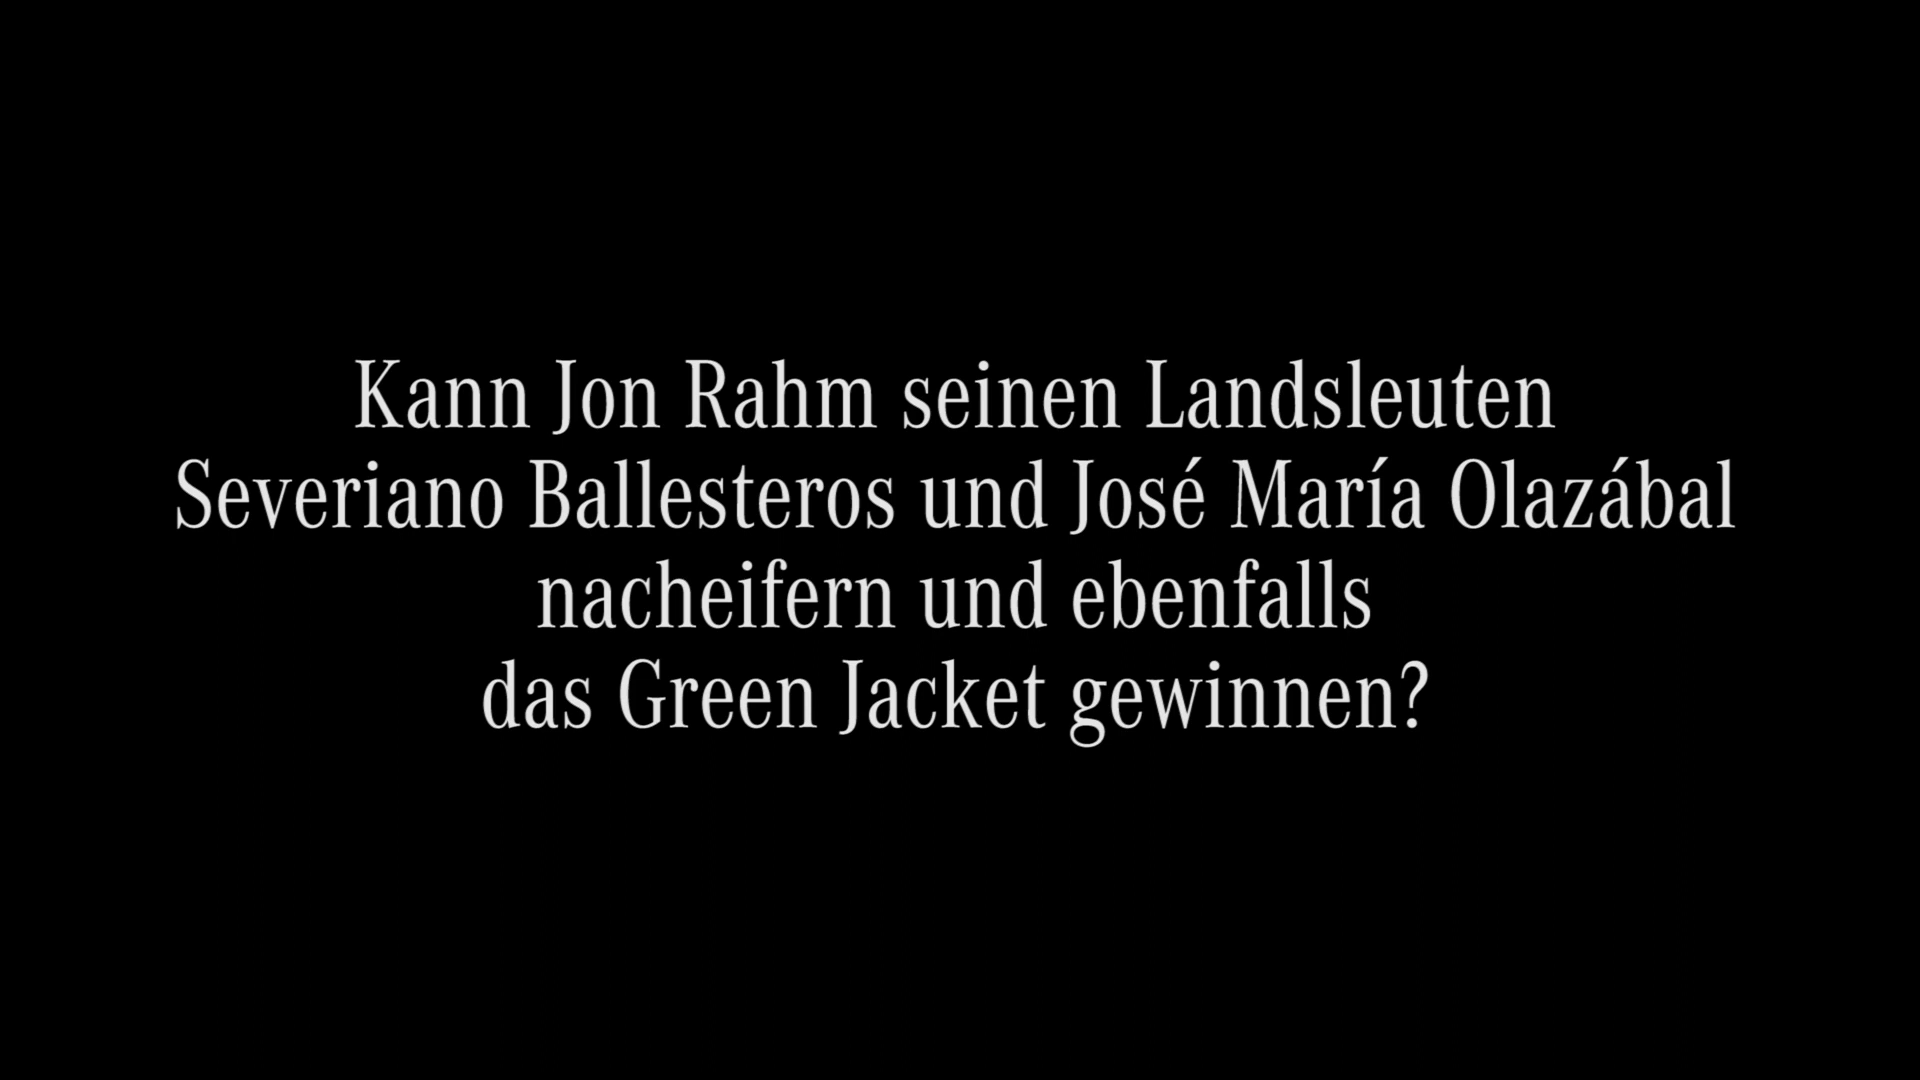 Kann Jon Rahm seinen Landsleuten
Severiano Ballesteros und José María Olazábal
nacheifern und ebenfalls
das Green Jacket gewinnen?